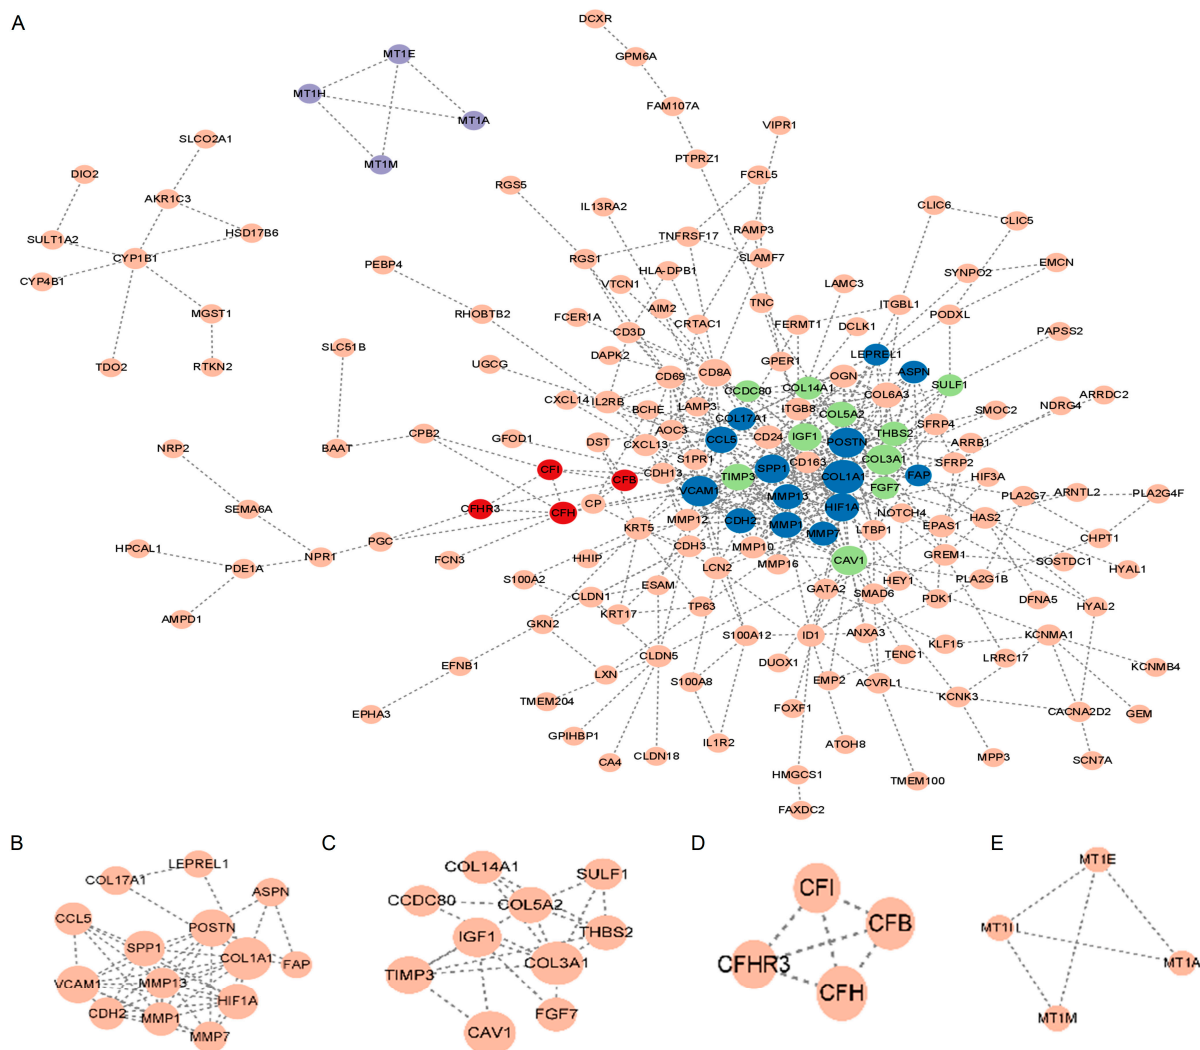 A
DCXR
GPM6A
MT1E
MT1H
FAM107A
MT1A
VIPR1
SLCO2A1
PTPRZ1
MT1M
DIO2
FCRL5
RGS5
AKR1C3
CLIC6
IL13RA2
CLIC5
RAMP3
HSD17B6
TNFRSF17
SULT1A2
SLAMF7
CYP1B1
RGS1
EMCN
PEBP4
HLA-DPB1
SYNPO2
CYP4B1
VTCN1
LAMC3
TNC
ITGBL1
MGST1
AIM2
RHOBTB2
FCER1A
PODXL
CRTAC1
FERMT1
DCLK1
CD3D
PAPSS2
SLC51B
DAPK2
LEPREL1
GPER1
UGCG
TDO2
RTKN2
CD8A
ASPN
CD69
OGN
SULF1
COL14A1
CCDC80
COL6A3
ARRDC2
CXCL14
IL2RB
LAMP3
ITGB8
BCHE
COL5A2
NDRG4
SMOC2
COL17A1
SFRP4
AOC3
CPB2
GFOD1
THBS2
CCL5
CD24
IGF1
POSTN
ARRB1
DST
CXCL13
NRP2
BAAT
S1PR1
COL3A1
CD163
SFRP2
CFI
SPP1
CDH13
TIMP3
COL1A1
FAP
HIF3A
CFB
FGF7
VCAM1
MMP13
PLA2G7
ARNTL2
PLA2G4F
CP
HIF1A
SEMA6A
CFHR3
CFH
NOTCH4
HAS2
MMP12
CDH2
MMP1
EPAS1
KRT5
MMP7
LTBP1
CHPT1
PGC
HPCAL1
CDH3
MMP10
GREM1
NPR1
FCN3
HHIP
LCN2
MMP16
CAV1
SOSTDC1
PDE1A
HYAL1
S100A2
PLA2G1B
HEY1
ESAM
GATA2
SMAD6
CLDN1
PDK1
DFNA5
TP63
HYAL2
AMPD1
KRT17
GKN2
S100A12
ID1
ANXA3
KCNMA1
KLF15
CLDN5
TENC1
LRRC17
DUOX1
EFNB1
KCNMB4
LXN
S100A8
EMP2
ACVRL1
KCNK3
TMEM204
FOXF1
CACNA2D2
EPHA3
GEM
GPIHBP1
IL1R2
ATOH8
CLDN18
MPP3
CA4
SCN7A
HMGCS1
TMEM100
FAXDC2
B
LEPREL1
COL17A1
ASPN
CCL5
POSTN
SPP1
COL1A1
FAP
VCAM1
MMP13
HIF1A
CDH2
MMP1
MMP7
C
COL14A1
SULF1
CCDC80
COL5A2
IGF1
THBS2
COL3A1
TIMP3
FGF7
CAV1
D
CFI
CFB
CFHR3
CFH
E
MT1E
MT1H
MT1A
MT1M